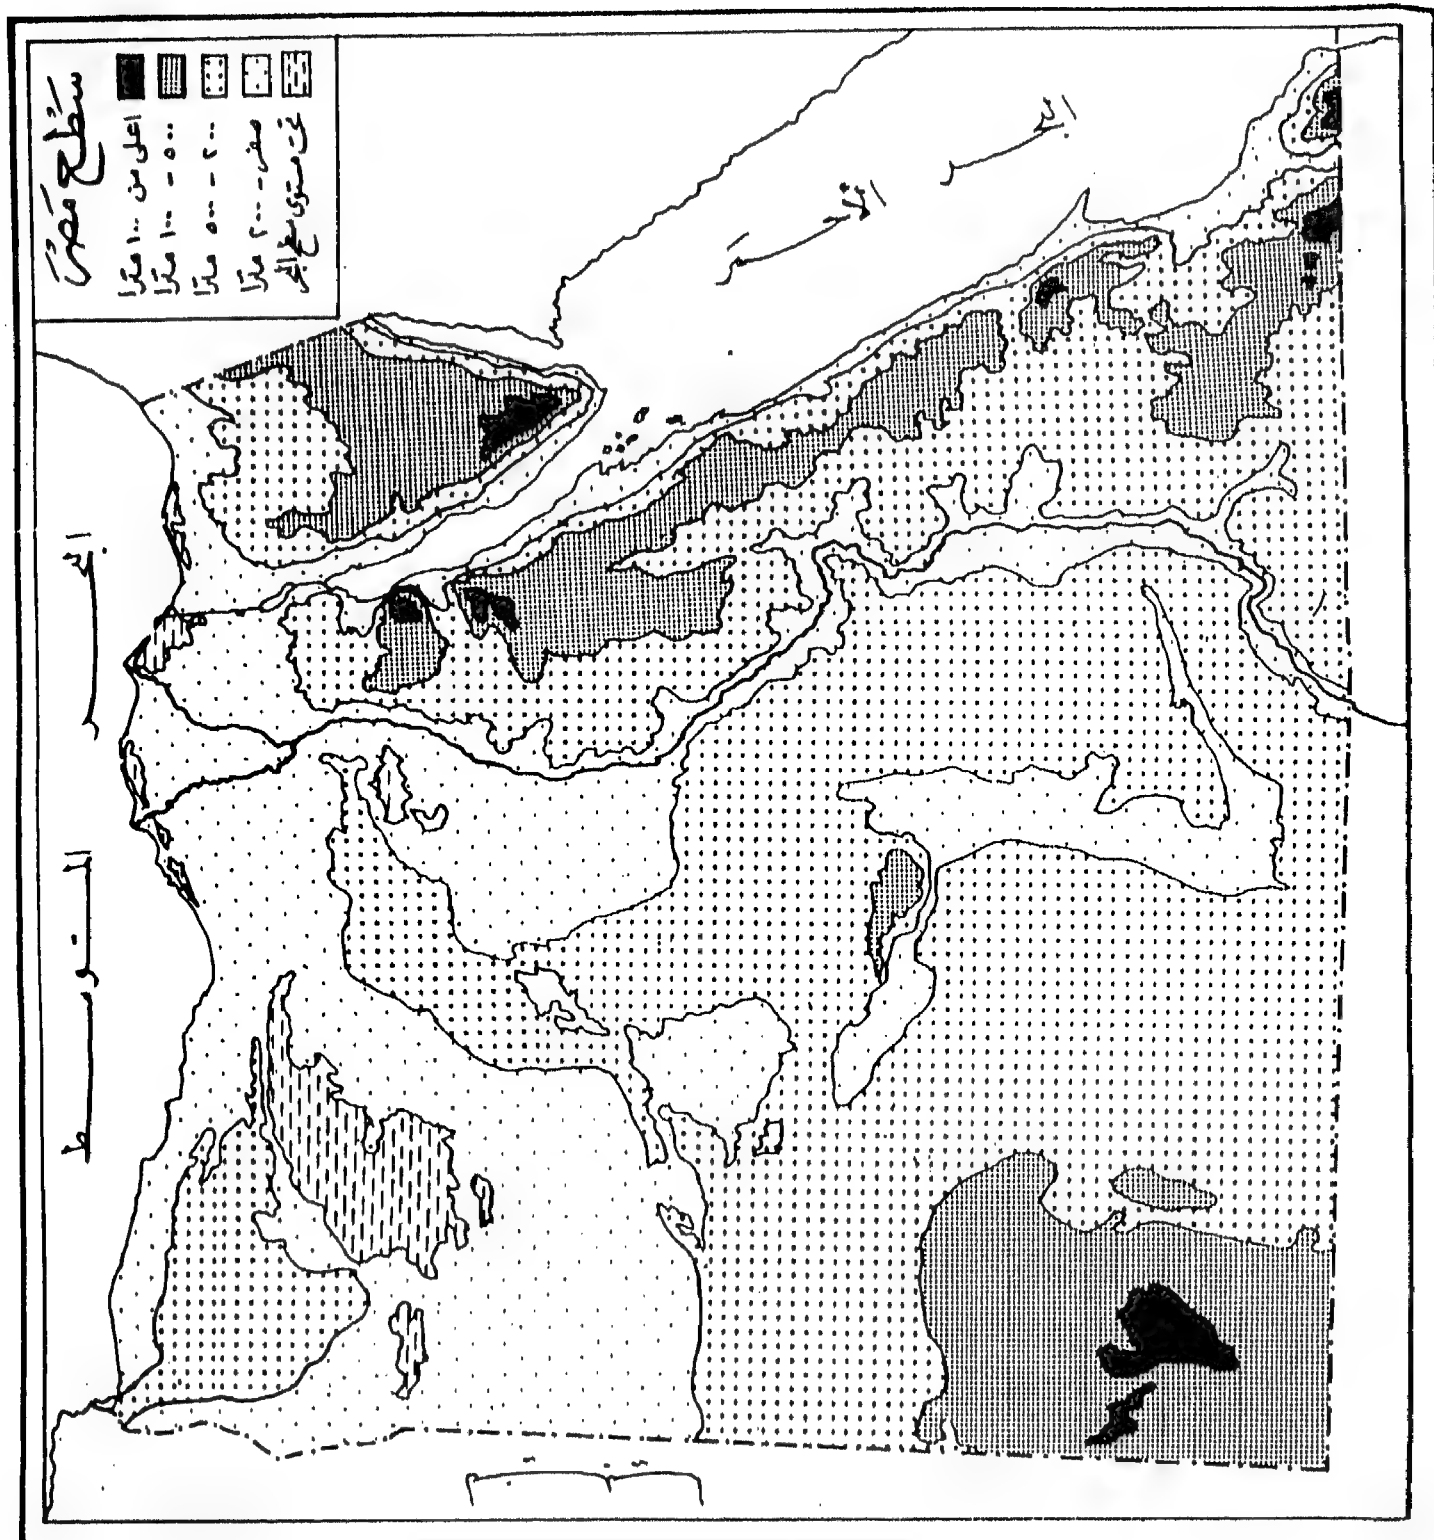 سطح مصر
اعلى من ١٠٠٠ مترا
٥٠٠ - ١٠٠٠ مترا
٢٠٠ - ٥٠٠ مترا
صفر - ٢٠٠ مترا
تحت مستوى سطح البحر
البحر
الأحمر
البحر
المتوسط